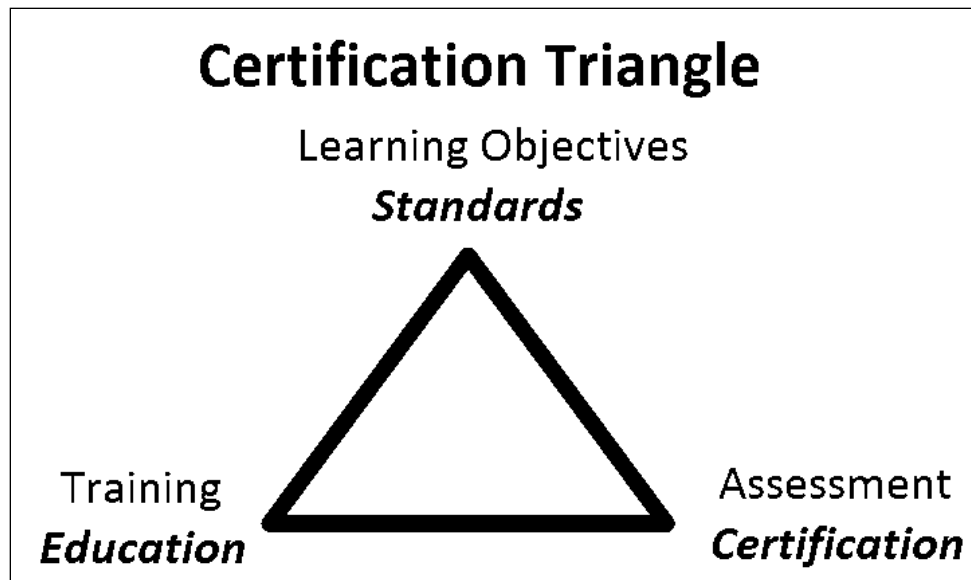 Certification Triangle
Learning Objectives
Standards
Training
Education
Assessment
Certification